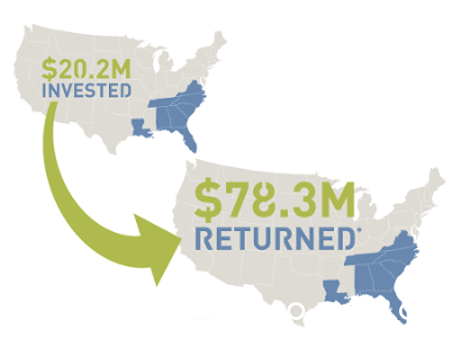 $20.2M
INVESTED
$78.3M
RETURNED*